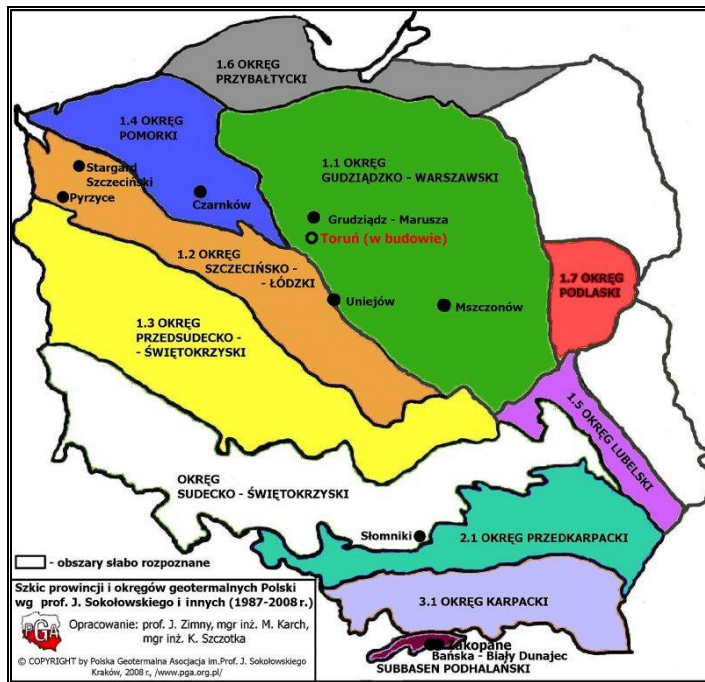 1.6 OKRĘG
PRZYBAŁTYCKI
1.4 OKRĘG
POMORKI
1.1 OKRĘG
GUDZIĄDZKO - WARSZAWSKI
Stargard
Szczeciński
Pyrzyce
Czarnków
Grudziądz - Marusza
Toruń (w budowie)
1.2 OKRĘG
SZCZECIŃSKO -
- ŁÓDZKI
1.7 OKRĘG
PODLASKI
Uniejów
Mszczonów
1.3 OKRĘG
PRZEDSUDECKO -
- ŚWIĘTOKRZYSKI
1.5 OKRĘG LUBELSKI
OKRĘG
SUDECKO - ŚWIĘTOKRZYSKI
Słomniki
2.1 OKRĘG PRZEDKARPACKI
- obszary słabo rozpoznane
3.1 OKRĘG KARPACKI
Zakopane
Bańska - Biały Dunajec
SUBBASEN PODHALAŃSKI
Szkic prowincji i okręgów geotermalnych Polski
wg prof. J. Sokołowskiego i innych (1987-2008 r.)
PGA
Opracowanie: prof. J. Zimny, mgr inż. M. Karch,
mgr inż. K. Szczotka
© COPYRIGHT by Polska Geotermalna Asocjacja im.Prof. J. Sokołowskiego
Kraków, 2008 r., /www.pga.org.pl/